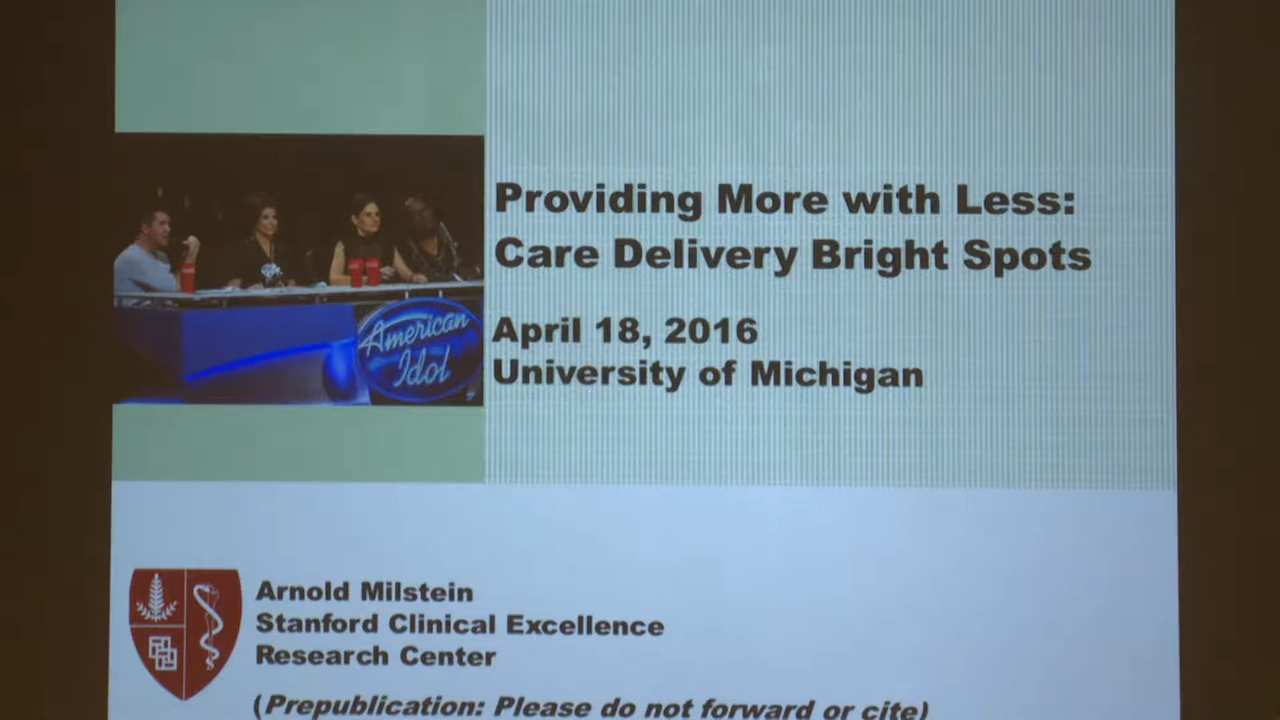 Providing More with Less:
Care Delivery Bright Spots
April 18, 2016
University of Michigan
American
Idol
Arnold Milstein
Stanford Clinical Excellence
Research Center
(Prepublication: Please do not forward or cite)